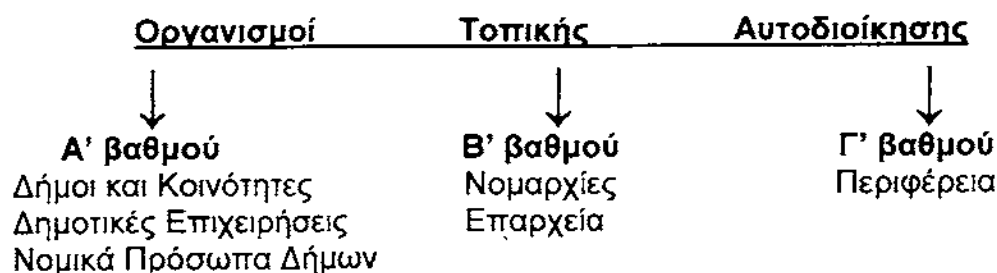 Οργανισμοί Τοπικής Αυτοδιοίκησης
Α' βαθμού Β' βαθμού Γ' βαθμού
Δήμοι και Κοινότητες Νομαρχίες Περιφέρεια
Δημοτικές Επιχειρήσεις Επαρχεία
Νομικά Πρόσωπα Δήμων